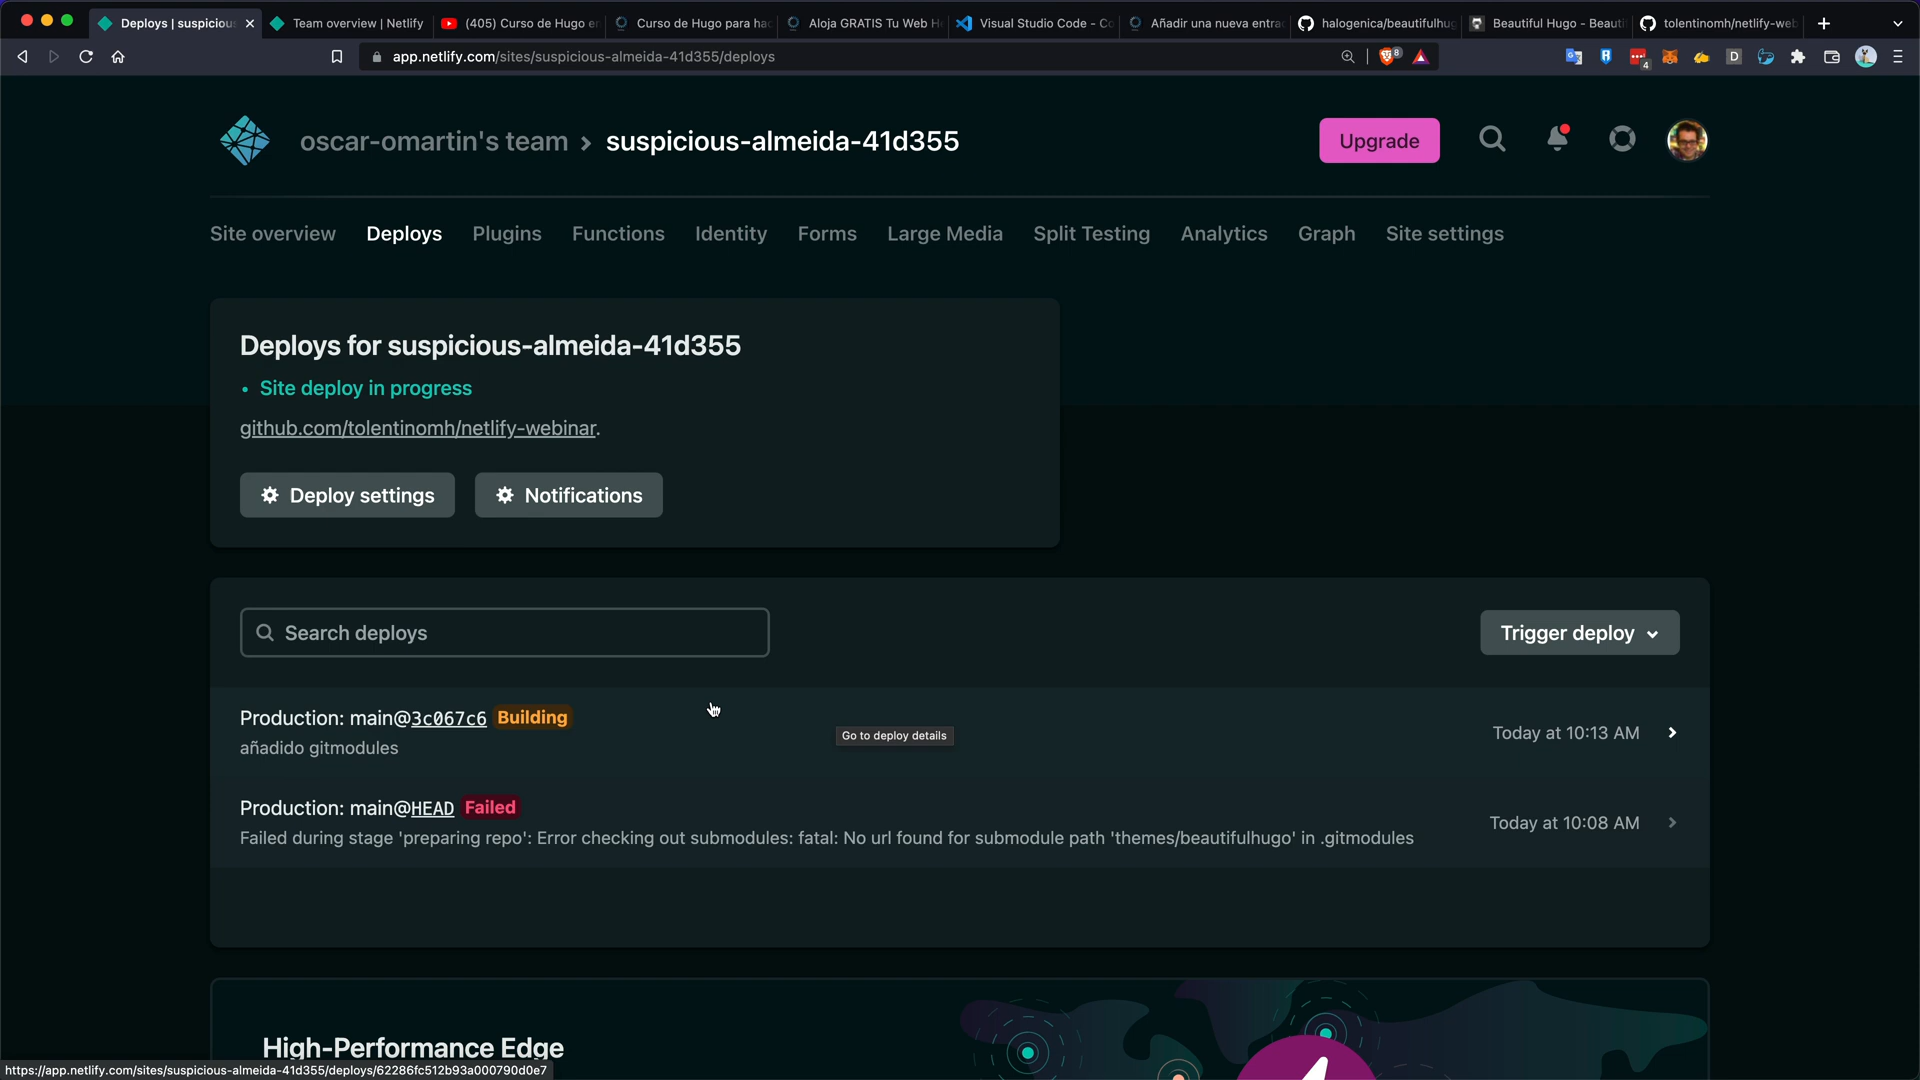 Deploys | suspicious
Team overview | Netlify
(405) Curso de Hugo en
Curso de Hugo para hac
Aloja GRATIS Tu Web H
Visual Studio Code - Co
Añadir una nueva entra
halogenica/beautifulhug
Beautiful Hugo - Beauti
tolentinomh/netlify-web
app.netlify.com/sites/suspicious-almeida-41d355/deploys
8
4
D
oscar-omartin's team > suspicious-almeida-41d355
Upgrade
Site overview Deploys Plugins Functions Identity Forms Large Media Split Testing Analytics Graph Site settings
Deploys for suspicious-almeida-41d355
• Site deploy in progress
github.com/tolentinomh/netlify-webinar.
Deploy settings
Notifications
Search deploys
Trigger deploy
Production: main@3c067c6 Building
Go to deploy details
Today at 10:13 AM
añadido gitmodules
Production: main@HEAD Failed
Today at 10:08 AM
Failed during stage 'preparing repo': Error checking out submodules: fatal: No url found for submodule path 'themes/beautifulhugo' in .gitmodules
High-Performance Edge
https://app.netlify.com/sites/suspicious-almeida-41d355/deploys/62286fc512b93a000790d0e7